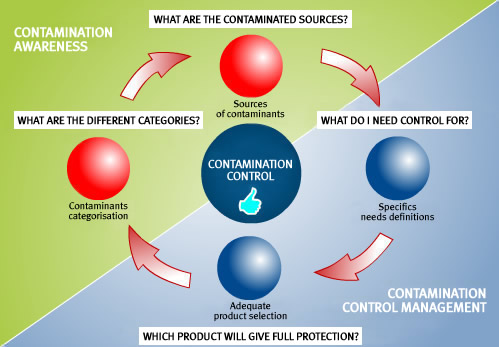 CONTAMINATION
AWARENESS
WHAT ARE THE CONTAMINATED SOURCES?
Sources
of contaminants
WHAT ARE THE DIFFERENT CATEGORIES?
WHAT DO I NEED CONTROL FOR?
CONTAMINATION
CONTROL
Contaminants
categorisation
Specifics
needs definitions
Adequate
product selection
CONTAMINATION
CONTROL MANAGEMENT
WHICH PRODUCT WILL GIVE FULL PROTECTION?